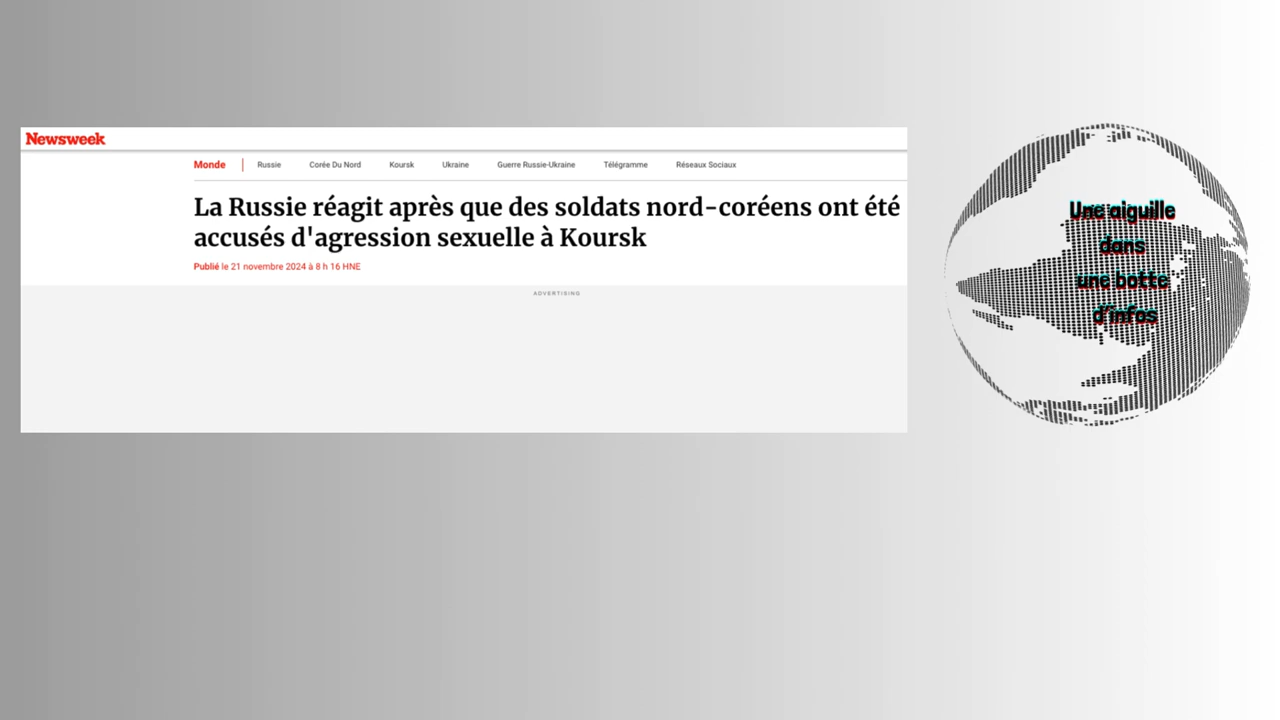 Newsweek
Monde | Russie Corée Du Nord Koursk Ukraine Guerre Russie-Ukraine Télégramme Réseaux Sociaux
La Russie réagit après que des soldats nord-coréens ont été
accusés d'agression sexuelle à Koursk
Publié le 21 novembre 2024 à 8 h 16 HNE
ADVERTISING
Une aiguille
dans
une botte
d'infos